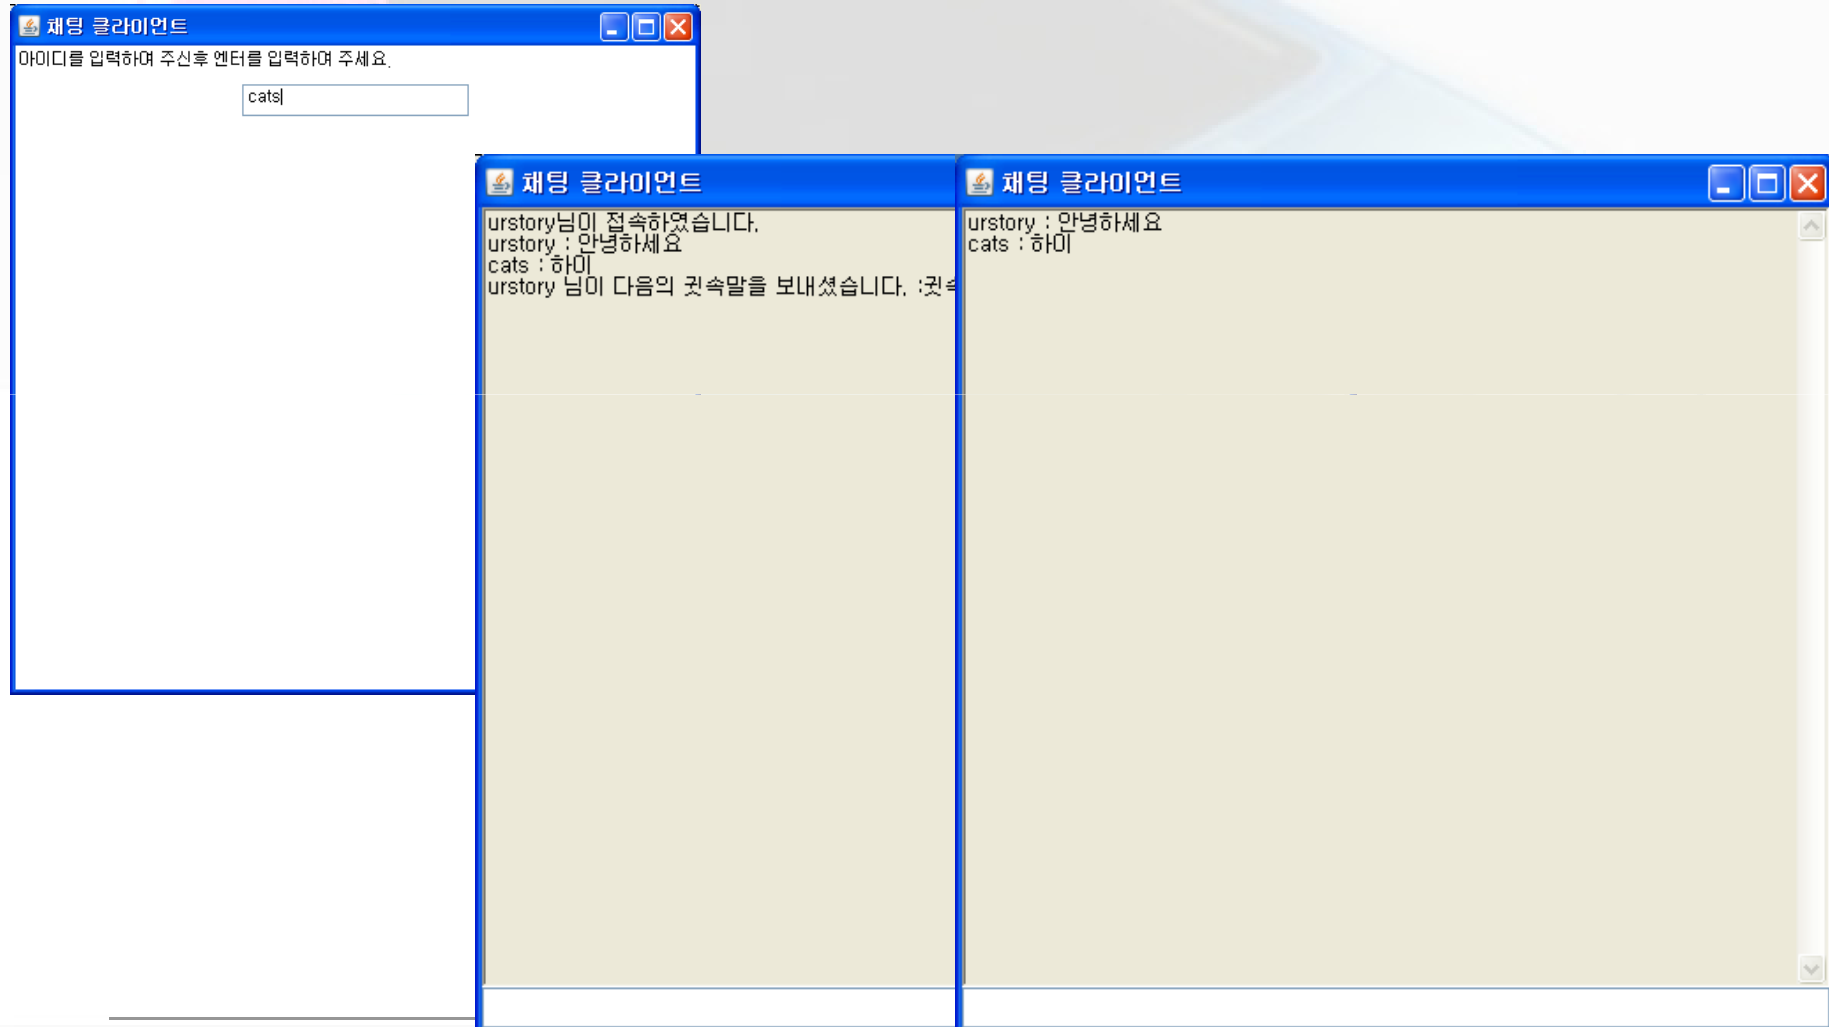 채팅 클라이언트
아이디를 입력하여 주신후 엔터를 입력하여 주세요.
cats
채팅 클라이언트
urstory님이 접속하였습니다.
urstory : 안녕하세요
cats : 하이
urstory 님이 다음의 귓속말을 보내셨습니다. :귓속
채팅 클라이언트
urstory : 안녕하세요
cats : 하이